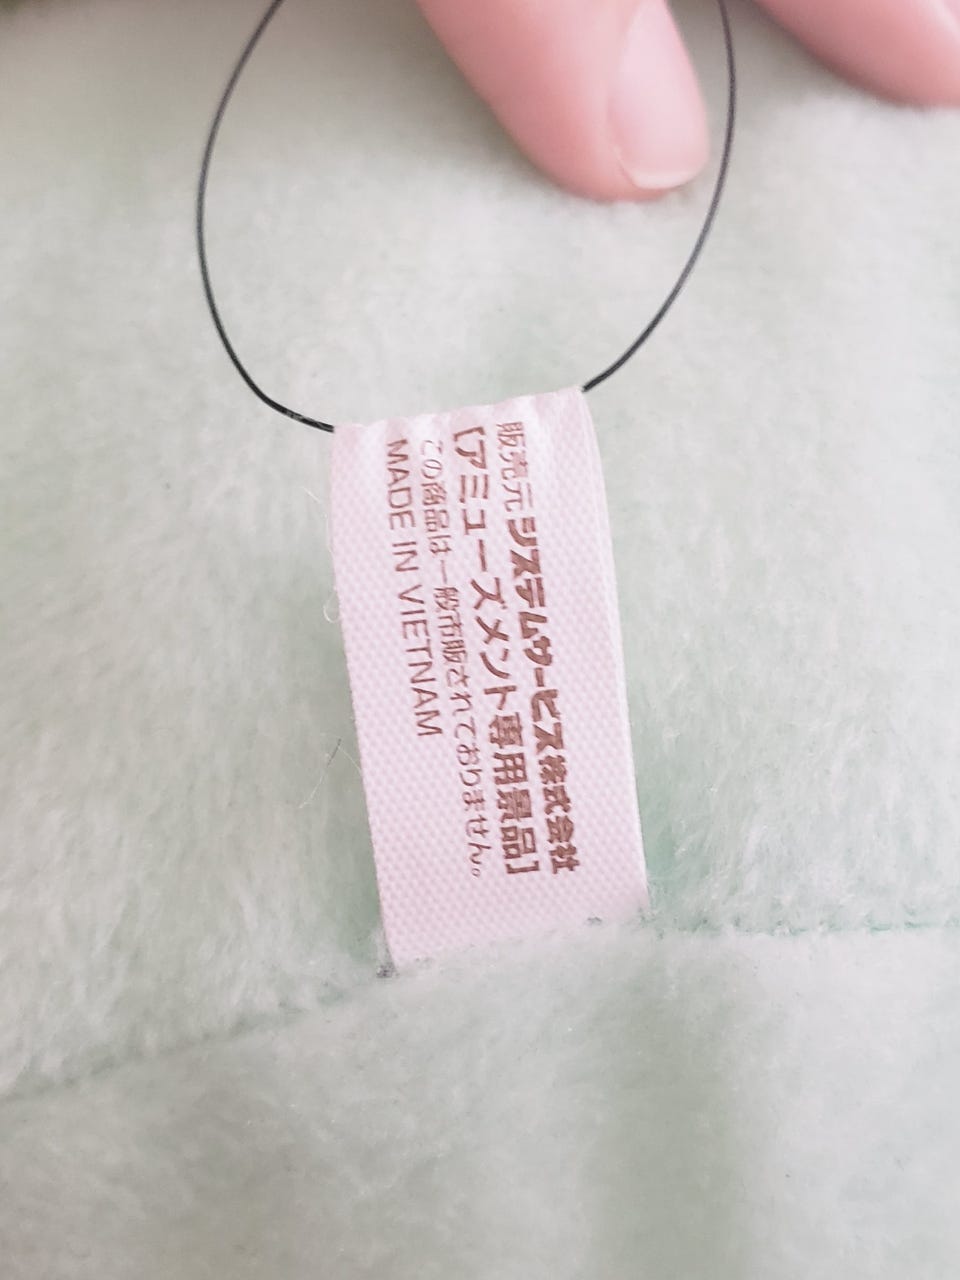 販売元 システムサービス株式会社
[アミューズメント専用景品]
この商品は一般市販されておりません。
MADE IN VIETNAM